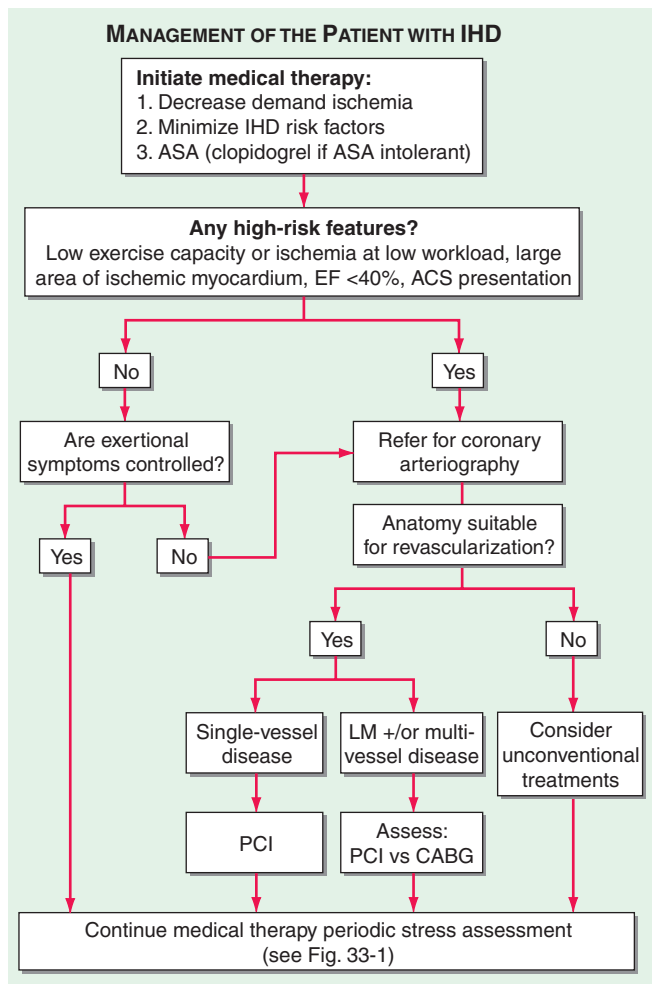 MANAGEMENT OF THE PATIENT WITH IHD
Initiate medical therapy:
1. Decrease demand ischemia
2. Minimize IHD risk factors
3. ASA (clopidogrel if ASA intolerant)
Any high-risk features?
Low exercise capacity or ischemia at low workload, large
area of ischemic myocardium, EF <40%, ACS presentation
No
Yes
Are exertional
symptoms controlled?
Refer for coronary
arteriography
Yes
No
Anatomy suitable
for revascularization?
Yes
No
Single-vessel
disease
LM +/or multi-
vessel disease
Consider
unconventional
treatments
PCI
Assess:
PCI vs CABG
Continue medical therapy periodic stress assessment
(see Fig. 33-1)